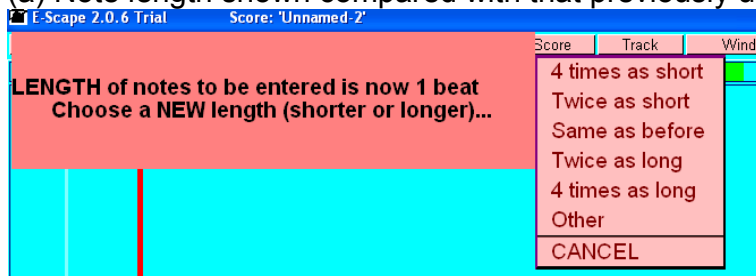 (a) Note length shown compared with that previously
E-Scape 2.0.6 Trial Score: 'Unnamed-2'
Score Track Wind
LENGTH of notes to be entered is now 1 beat
Choose a NEW length (shorter or longer)...
4 times as short
Twice as short
Same as before
Twice as long
4 times as long
Other
CANCEL